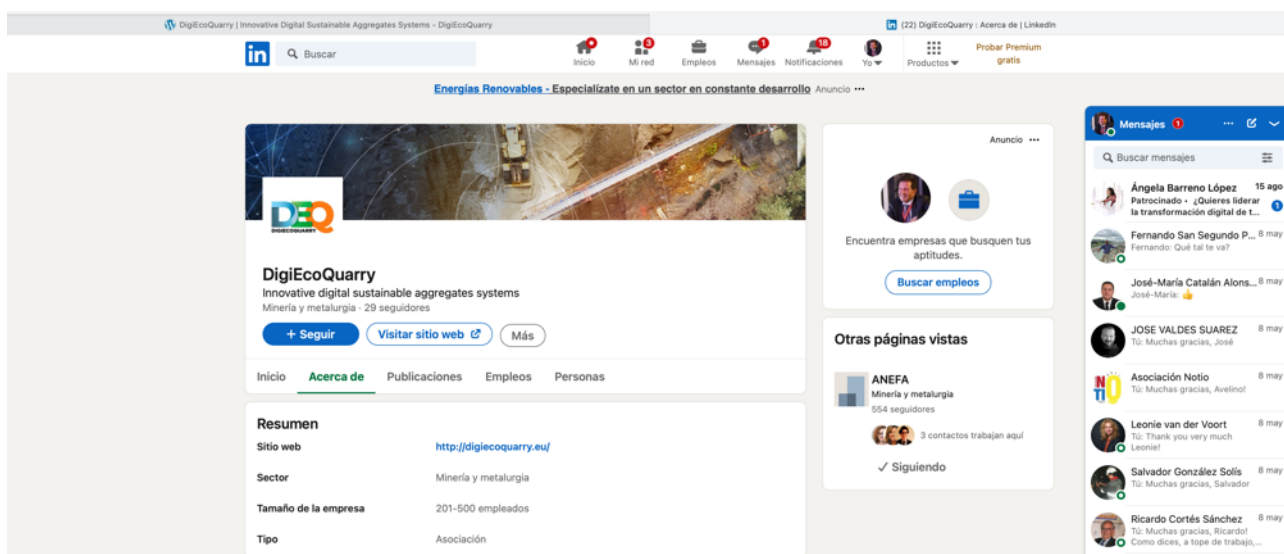 DigiEcoQuarry | Innovative Digital Sustainable Aggregates Systems - DigiEcoQuarry
(22) DigiEcoQuarry : Acerca de | LinkedIn
in
Buscar
Inicio
3
Mi red
Empleos
1
Mensajes
18
Notificaciones
Yo
Productos
Probar Premium
gratis
Energías Renovables - Especialízate en un sector en constante desarrollo Anuncio •••
DEQ
DIGIECOQUARRY
DigiEcoQuarry
Innovative digital sustainable aggregates systems
Minería y metalurgia · 29 seguidores
+ Seguir
Visitar sitio web
Más
Inicio
Acerca de
Publicaciones
Empleos
Personas
Resumen
Sitio web
http://digiecoquarry.eu/
Sector
Minería y metalurgia
Tamaño de la empresa
201-500 empleados
Tipo
Asociación
Anuncio •••
Encuentra empresas que busquen tus
aptitudes.
Buscar empleos
Otras páginas vistas
ANEFA
Minería y metalurgia
554 seguidores
3 contactos trabajan aquí
✓ Siguiendo
Mensajes 1
Buscar mensajes
Ángela Barreno López 15 ago
Patrocinado • ¿Quieres liderar
la transformación digital de t... 1
Fernando San Segundo P... 8 may
Fernando: Qué tal te va?
José-María Catalán Alons... 8 may
José-María: 👍
JOSE VALDES SUAREZ 8 may
Tú: Muchas gracias, José
NOTIO
Asociación Notio 8 may
Tú: Muchas gracias, Avelino!
Leonie van der Voort 8 may
Tú: Thank you very much
Leonie!
Salvador González Solís 8 may
Tú: Muchas gracias, Salvador
Ricardo Cortés Sánchez 8 may
Tú: Muchas gracias, Ricardo!
Como dices, a tope de trabajo,...